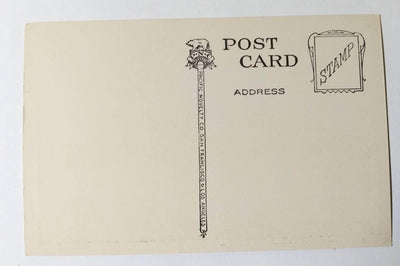 POST
CARD
ADDRESS
STAMP
PACIFIC NOVELTY CO. SAN FRANCISCO & LOS ANGELES